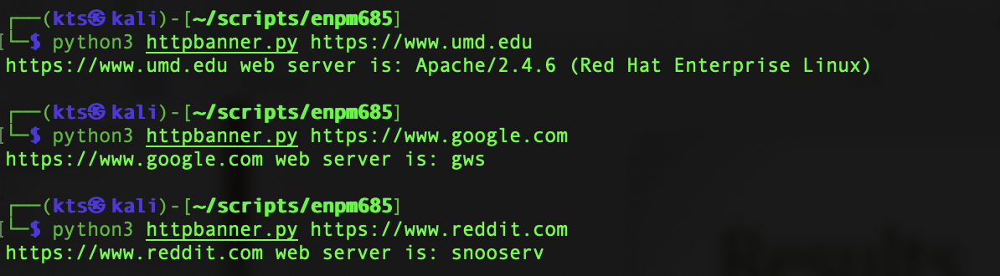 ┌──(kts㉿kali)-[~/scripts/enpm685]
└─$ python3 httpbanner.py https://www.umd.edu
https://www.umd.edu web server is: Apache/2.4.6 (Red Hat Enterprise Linux)
┌──(kts㉿kali)-[~/scripts/enpm685]
└─$ python3 httpbanner.py https://www.google.com
https://www.google.com web server is: gws
┌──(kts㉿kali)-[~/scripts/enpm685]
└─$ python3 httpbanner.py https://www.reddit.com
https://www.reddit.com web server is: snooserv
Results